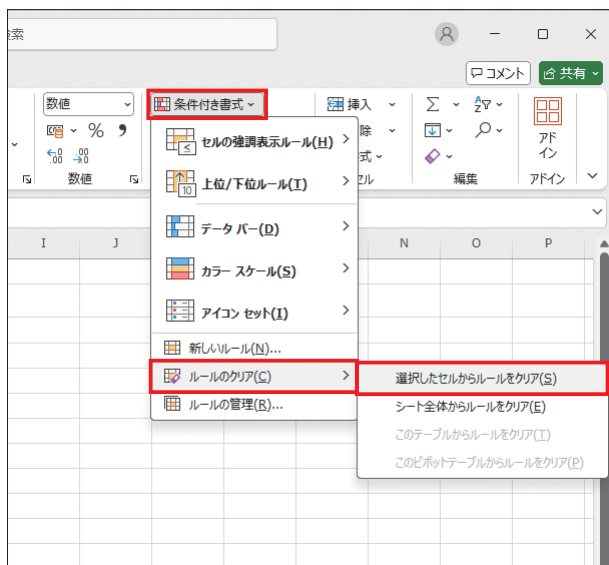 検索
コメント
共有
数値
条件付き書式
挿入
% 9
除
式
アド
イン
.00
数値
セル
編集
アドイン
セルの強調表示ルール(H)
上位/下位ルール(T)
データ バー(D)
カラー スケール(S)
アイコン セット(I)
新しいルール(N)...
ルールのクリア(C)
ルールの管理(R)...
I J N O P
選択したセルからルールをクリア(S)
シート全体からルールをクリア(E)
このテーブルからルールをクリア(T)
このピボットテーブルからルールをクリア(P)